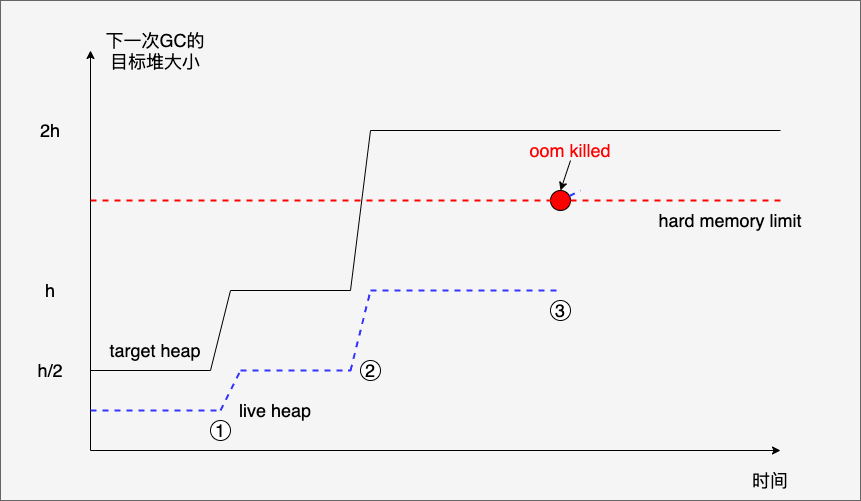 下一次GC的
目标堆大小
2h
oom killed
hard memory limit
h
③
target heap
h/2
②
live heap
①
时间